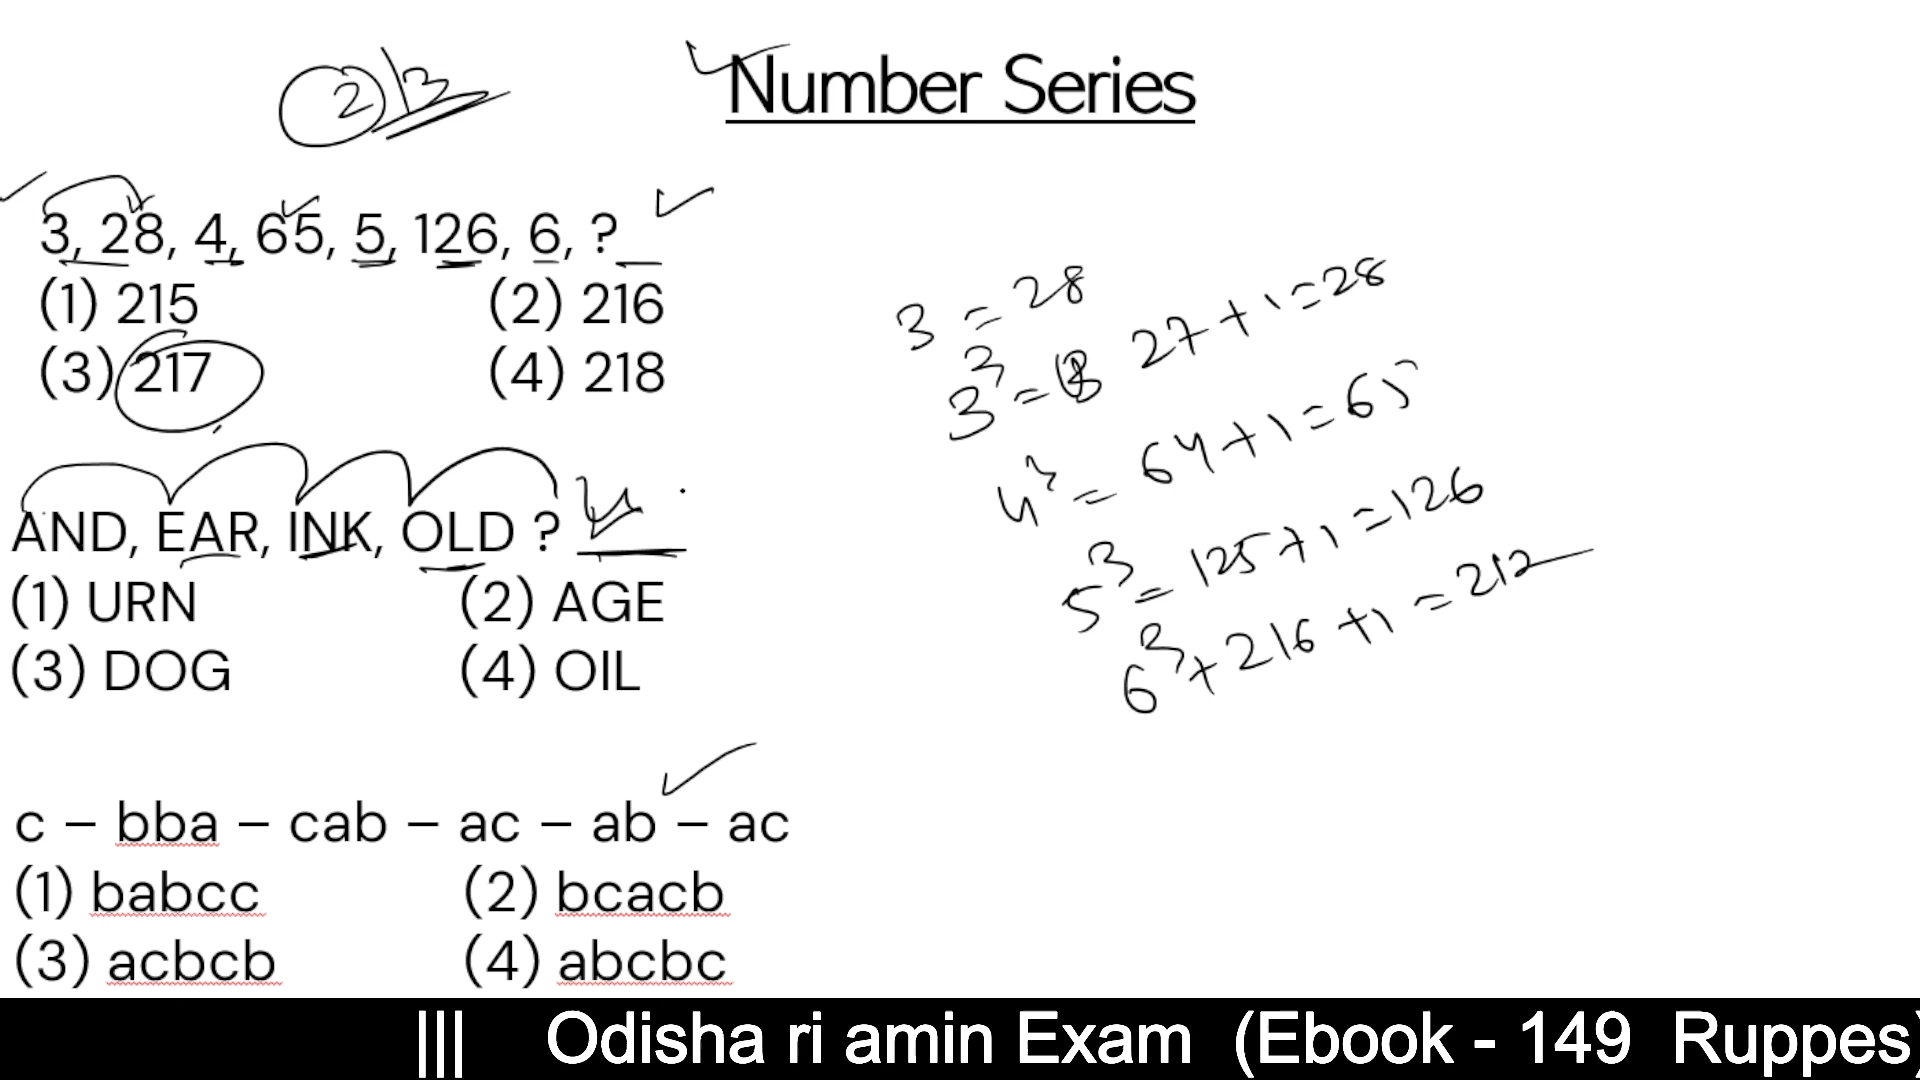 2)3
Number Series
3, 28, 4, 65, 5, 126, 6, ?
(1) 215 (2) 216
(3) 217 (4) 218
3 = 28
3³ = 27 + 1 = 28
4³ = 64 + 1 = 65
5³ = 125 + 1 = 126
6³ + 216 + 1 = 217
AND, EAR, INK, OLD ?
(1) URN (2) AGE
(3) DOG (4) OIL
c – bba – cab – ac – ab – ac
(1) babcc (2) bcacb
(3) acbcb (4) abcbc
||| Odisha ri amin Exam (Ebook - 149 Ruppes)